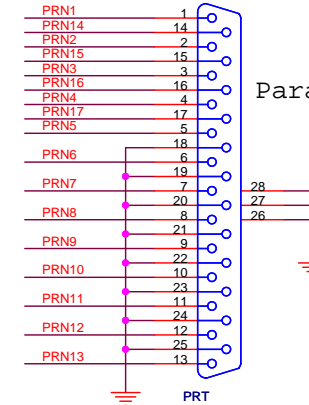 PRN1 1
PRN14 14
PRN2 2
PRN15 15
PRN3 3
PRN16 16
PRN4 4
PRN17 17
PRN5 5
18
PRN6 6
19
PRN7 7 28
20 27
PRN8 8 26
21
PRN9 9
22
PRN10 10
23
PRN11 11
24
PRN12 12
25
PRN13 13
Para
PRT